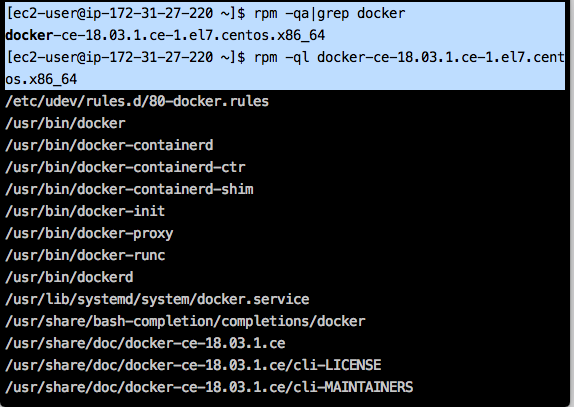 [ec2-user@ip-172-31-27-220 ~]$ rpm -qa|grep docker
docker-ce-18.03.1.ce-1.el7.centos.x86_64
[ec2-user@ip-172-31-27-220 ~]$ rpm -ql docker-ce-18.03.1.ce-1.el7.cent
os.x86_64
/etc/udev/rules.d/80-docker.rules
/usr/bin/docker
/usr/bin/docker-containerd
/usr/bin/docker-containerd-ctr
/usr/bin/docker-containerd-shim
/usr/bin/docker-init
/usr/bin/docker-proxy
/usr/bin/docker-runc
/usr/bin/dockerd
/usr/lib/systemd/system/docker.service
/usr/share/bash-completion/completions/docker
/usr/share/doc/docker-ce-18.03.1.ce
/usr/share/doc/docker-ce-18.03.1.ce/cli-LICENSE
/usr/share/doc/docker-ce-18.03.1.ce/cli-MAINTAINERS